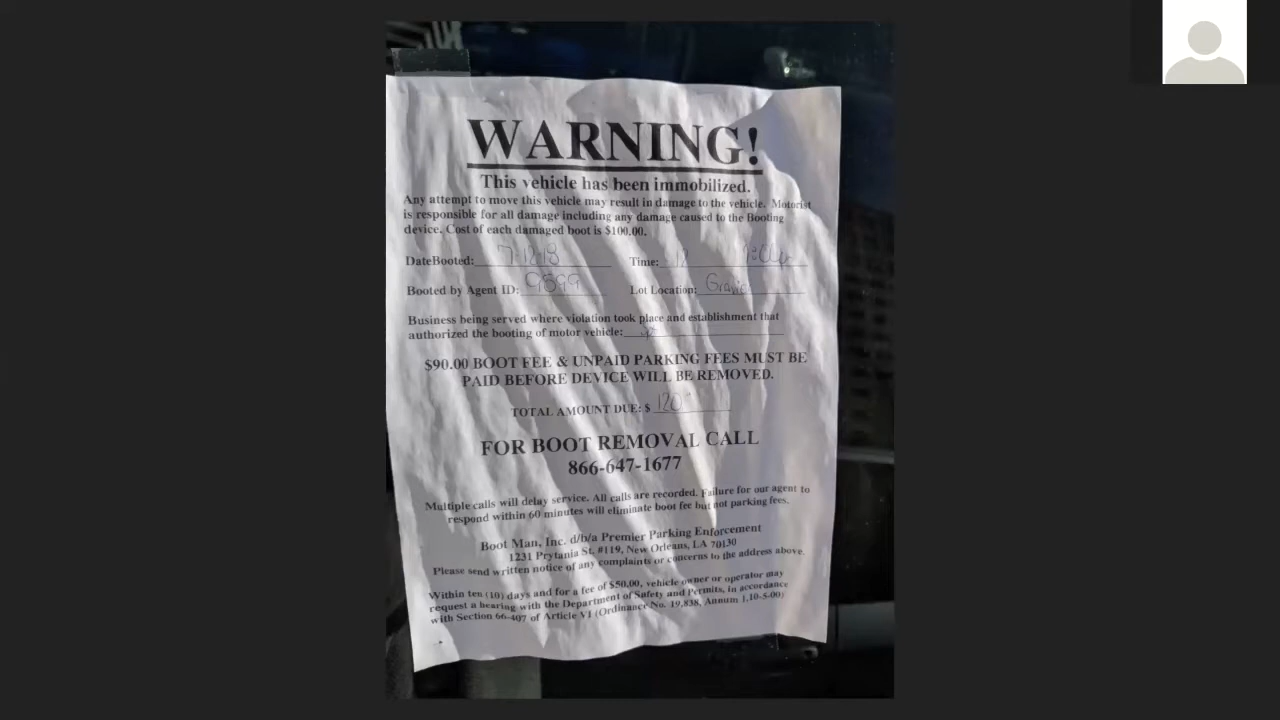 WARNING!
This vehicle has been immobilized.
Any attempt to move this vehicle may result in damage to the vehicle. Motorist
is responsible for all damage including any damage caused to the Booting
device. Cost of each damaged boot is $100.00.
DateBooted: 7-12-18 Time:
Booted by Agent ID: 9599 Lot Location:
Business being served where violation took place and establishment that
authorized the booting of motor vehicle:
$90.00 BOOT FEE & UNPAID PARKING FEES MUST BE
PAID BEFORE DEVICE WILL BE REMOVED.
TOTAL AMOUNT DUE: $ 120
FOR BOOT REMOVAL CALL
866-647-1677
Multiple calls will delay service. All calls are recorded. Failure for our agent to
respond within 60 minutes will eliminate boot fee but not parking fees.
Boot Man, Inc. d/b/a Premier Parking Enforcement
1231 Prytania St. #119, New Orleans, LA 70130
Please send written notice of any complaints or concerns to the address above.
Within ten (10) days and for a fee of $50.00, vehicle owner or operator may
request a hearing with the Department of Safety and Permits, in accordance
with Section 66-407 of Article VI (Ordinance No. 19,838, Annum 1,10-5-00)